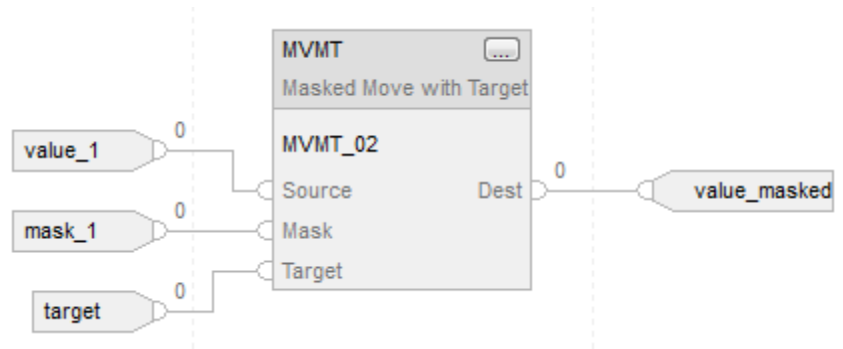 MVMT ...
Masked Move with Target
MVMT_02
0
value_1
Source
Dest
0
value_masked
0
mask_1
Mask
Target
0
target